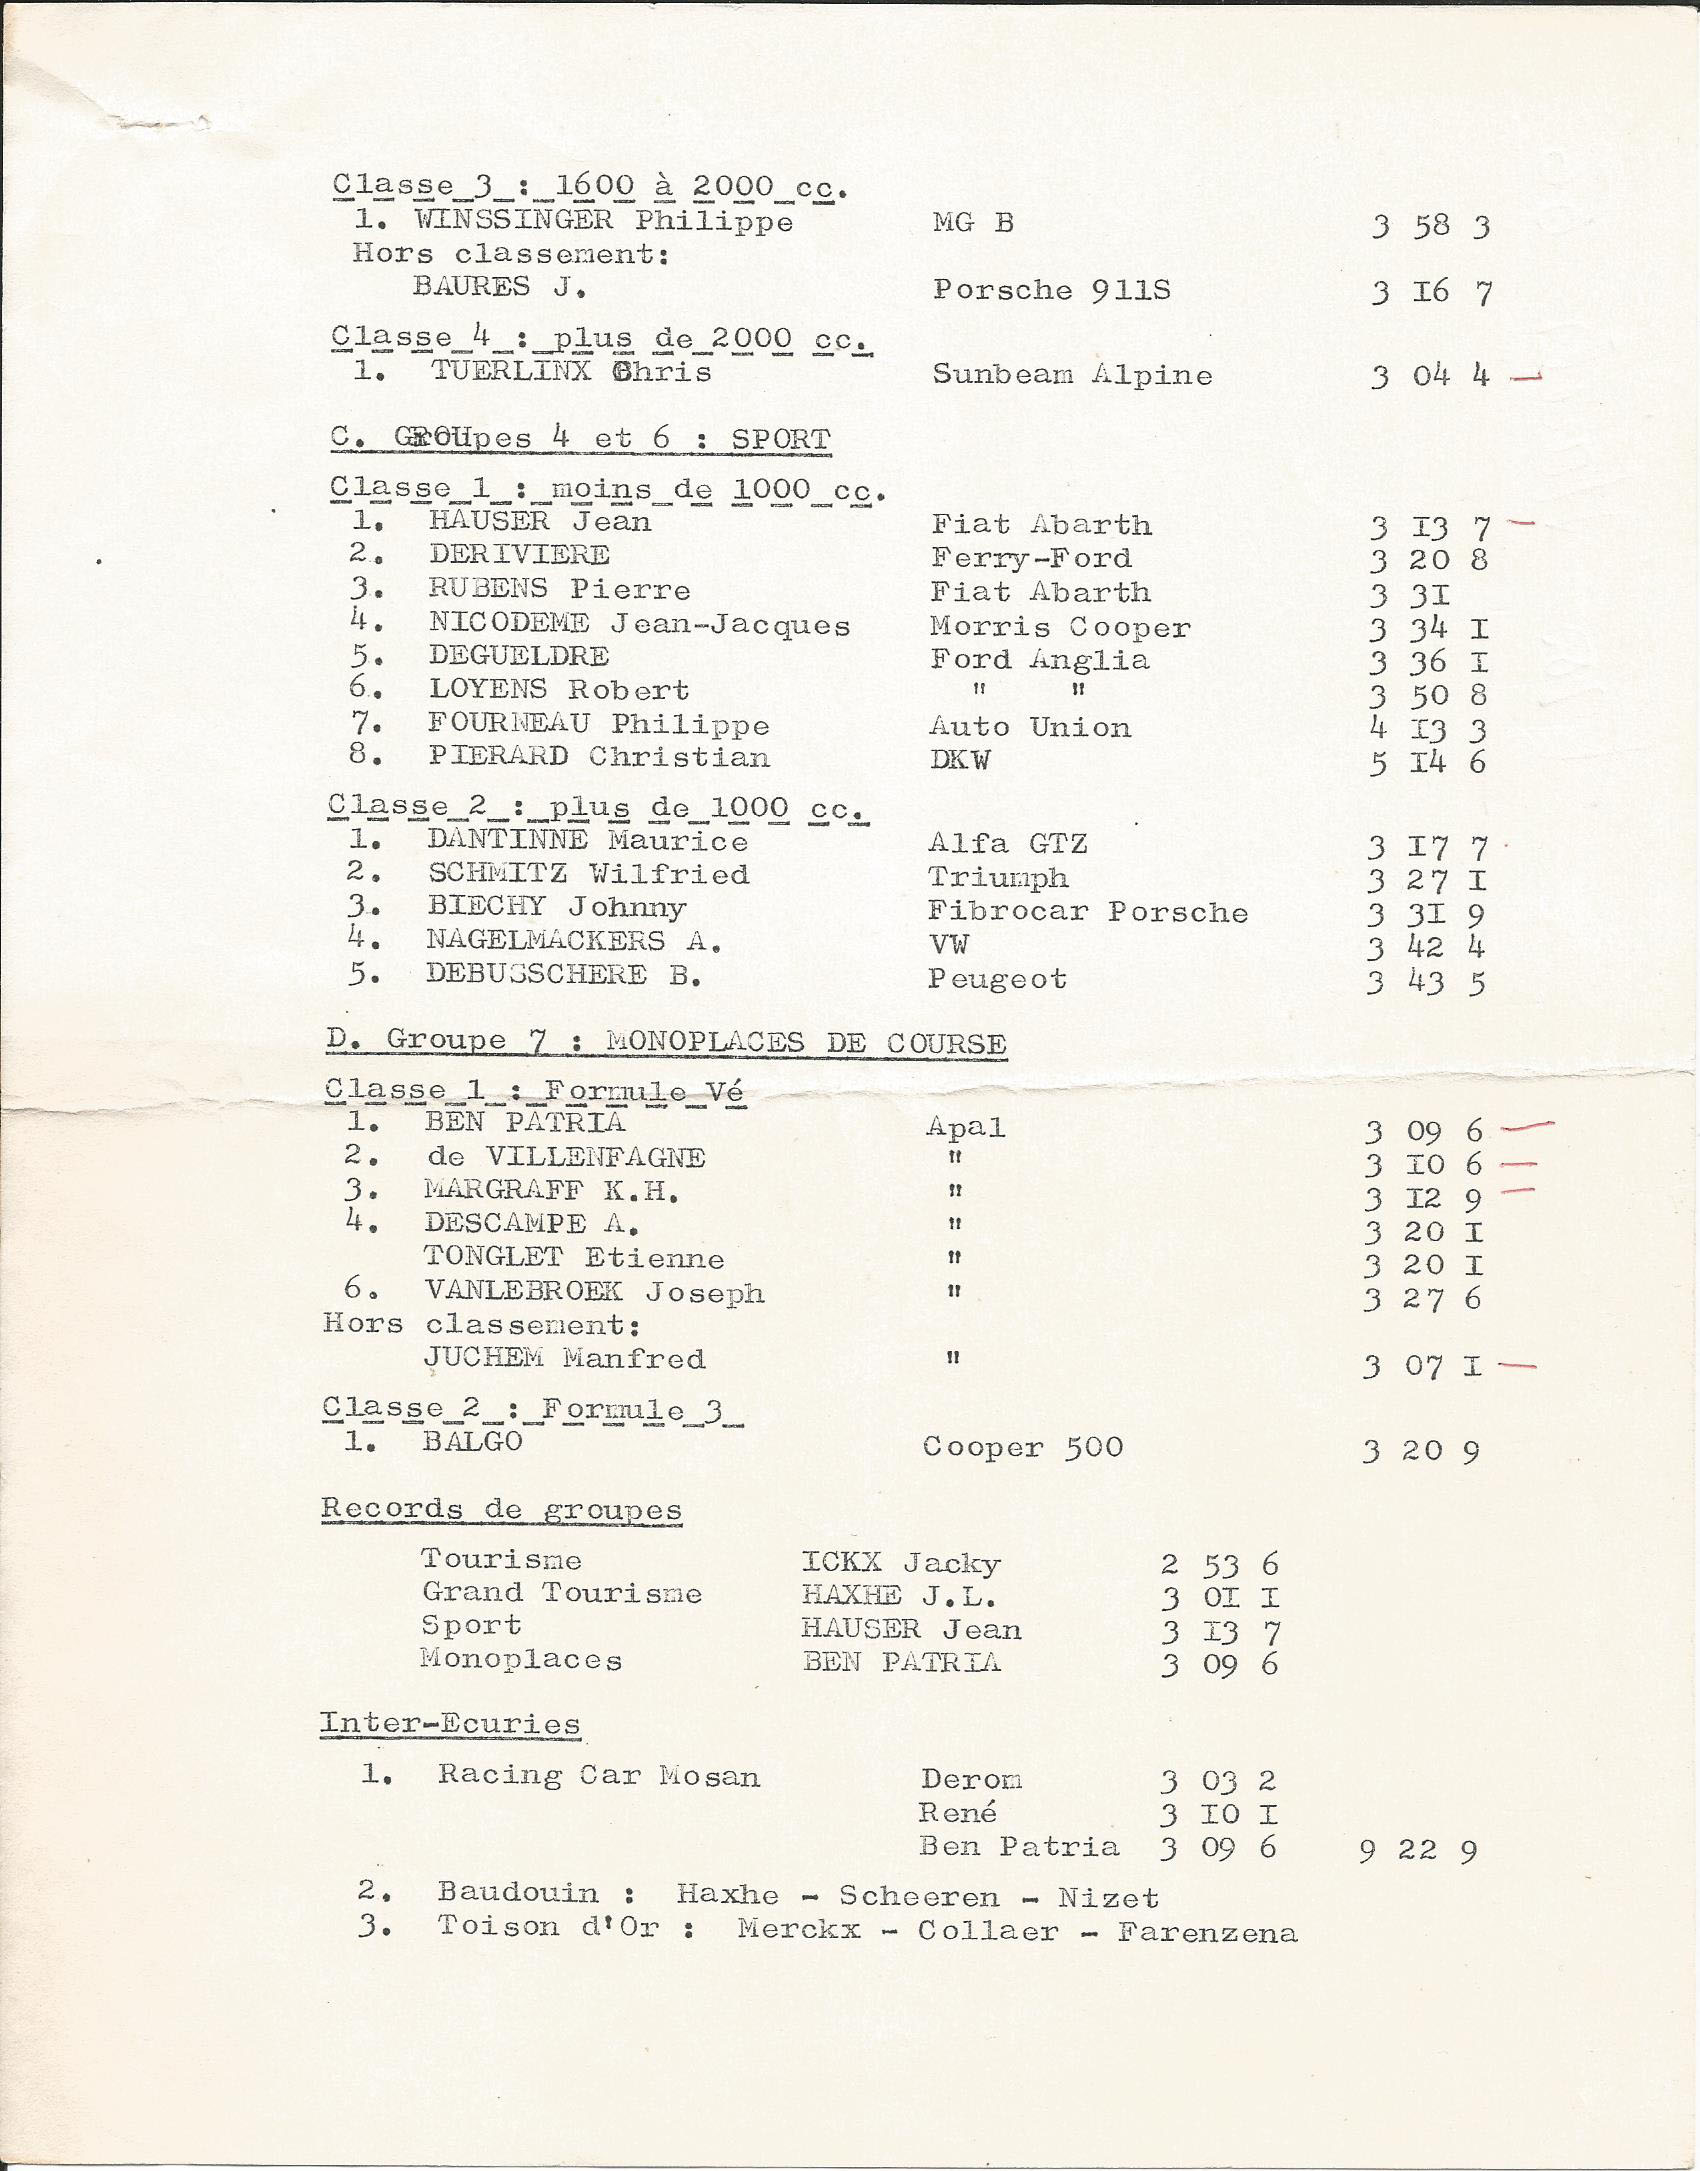 Classe 3 : 1600 à 2000 cc.
1. WINSSINGER Philippe MG B 3 58 3
Hors classement:
BAURES J. Porsche 911S 3 I6 7
Classe 4 : plus de 2000 cc.
1. TUERLINX Chris Sunbeam Alpine 3 04 4
C. Groupes 4 et 6 : SPORT
Classe 1 : moins de 1000 cc.
1. HAUSER Jean Fiat Abarth 3 I3 7
2. DERIVIERE Ferry-Ford 3 20 8
3. RUBENS Pierre Fiat Abarth 3 3I
4. NICODEME Jean-Jacques Morris Cooper 3 34 I
5. DEGUELDRE Ford Anglia 3 36 I
6. LOYENS Robert " " 3 50 8
7. FOURNEAU Philippe Auto Union 4 I3 3
8. PIERARD Christian DKW 5 I4 6
Classe 2 : plus de 1000 cc.
1. DANTINNE Maurice Alfa GTZ 3 I7 7
2. SCHMITZ Wilfried Triumph 3 27 I
3. BIECHY Johnny Fibrocar Porsche 3 3I 9
4. NAGELMACKERS A. VW 3 42 4
5. DEBUSSCHERE B. Peugeot 3 43 5
D. Groupe 7 : MONOPLACES DE COURSE
Classe 1 : Formule Vé
1. BEN PATRIA Apal 3 09 6
2. de VILLENFAGNE " 3 IO 6
3. MARGRAFF K.H. " 3 I2 9
4. DESCAMPE A. " 3 20 I
TONGLET Etienne " 3 20 I
6. VANLEBROEK Joseph " 3 27 6
Hors classement:
JUCHEM Manfred " 3 07 I
Classe 2 : Formule 3
1. BALGO Cooper 500 3 20 9
Records de groupes
Tourisme ICKX Jacky 2 53 6
Grand Tourisme HAXHE J.L. 3 OI I
Sport HAUSER Jean 3 I3 7
Monoplaces BEN PATRIA 3 09 6
Inter-Ecuries
1. Racing Car Mosan Derom 3 03 2
René 3 IO I
Ben Patria 3 09 6 9 22 9
2. Baudouin : Haxhe - Scheeren - Nizet
3. Toison d'Or : Merckx - Collaer - Farenzena